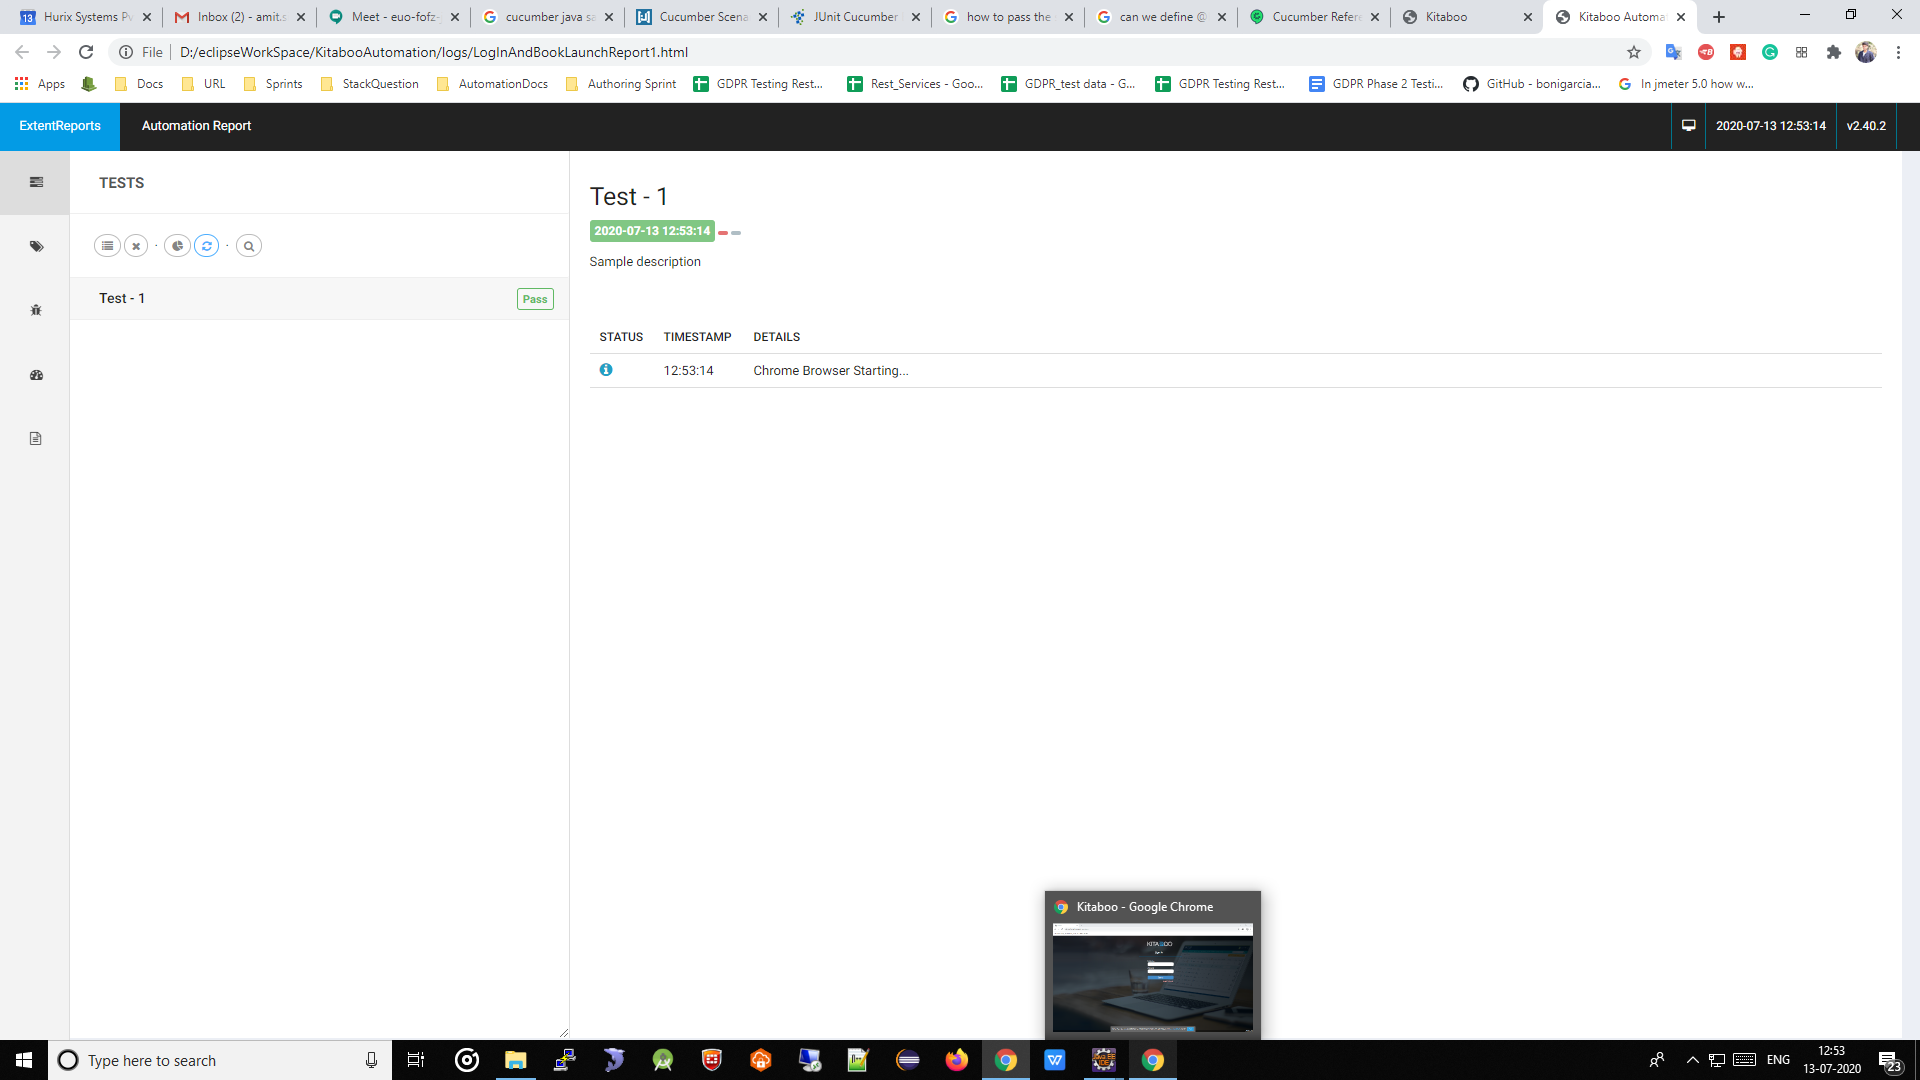 Hurix Systems Pv
Inbox (2) - amit.s
Meet - euo-fofz-
cucumber java sa
Cucumber Scena
JUnit Cucumber
how to pass the
can we define @
Cucumber Refere
Kitaboo
Kitaboo Automa
File
D:/eclipseWorkSpace/KitabooAutomation/logs/LogInAndBookLaunchReport1.html
Apps
Docs
URL
Sprints
StackQuestion
AutomationDocs
Authoring Sprint
GDPR Testing Rest...
Rest_Services - Goo...
GDPR_test data - G...
GDPR Testing Rest...
GDPR Phase 2 Testi...
GitHub - bonigarcia...
In jmeter 5.0 how w...
ExtentReports
Automation Report
2020-07-13 12:53:14
v2.40.2
TESTS
Test - 1
Pass
Test - 1
2020-07-13 12:53:14
Sample description
STATUS TIMESTAMP DETAILS
12:53:14 Chrome Browser Starting...
Kitaboo - Google Chrome
KITABOO
Type here to search
ENG
12:53
13-07-2020
23